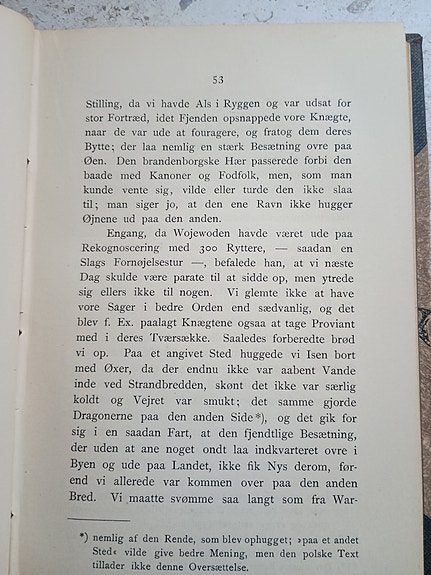 53
Stilling, da vi havde Als i Ryggen og var udsat for
stor Fortræd, idet Fjenden opsnappede vore Knægte,
naar de var ude at fouragere, og fratog dem deres
Bytte; der laa nemlig en stærk Besætning ovre paa
Øen. Den brandenborgske Hær passerede forbi den
baade med Kanoner og Fodfolk, men, som man
kunde vente sig, vilde eller turde den ikke slaa
til; man siger jo, at den ene Ravn ikke hugger
Øjnene ud paa den anden.
Engang, da Wojewoden havde været ude paa
Rekognoscering med 300 Ryttere, — saadan en
Slags Fornøjelsestur —, befalede han, at vi næste
Dag skulde være parate til at sidde op, men ytrede
sig ellers ikke til nogen. Vi glemte ikke at have
vore Sager i bedre Orden end sædvanlig, og det
blev f. Ex. paalagt Knægtene ogsaa at tage Proviant
med i deres Tværsække. Saaledes forberedte brød
vi op. Paa et angivet Sted huggede vi Isen bort
med Øxer, da der endnu ikke var aabent Vande
inde ved Strandbredden, skønt det ikke var særlig
koldt og Vejret var smukt; det samme gjorde
Dragonerne paa den anden Side*), og det gik for
sig i en saadan Fart, at den fjendtlige Besætning,
der uden at ane noget ondt laa indkvarteret ovre i
Byen og ude paa Landet, ikke fik Nys derom, før-
end vi allerede var kommen over paa den anden
Bred. Vi maatte svømme saa langt som fra War-
*) nemlig af den Rende, som blev ophugget; »paa et andet
Sted« vilde give bedre Mening, men den polske Text
tillader ikke denne Oversættelse.